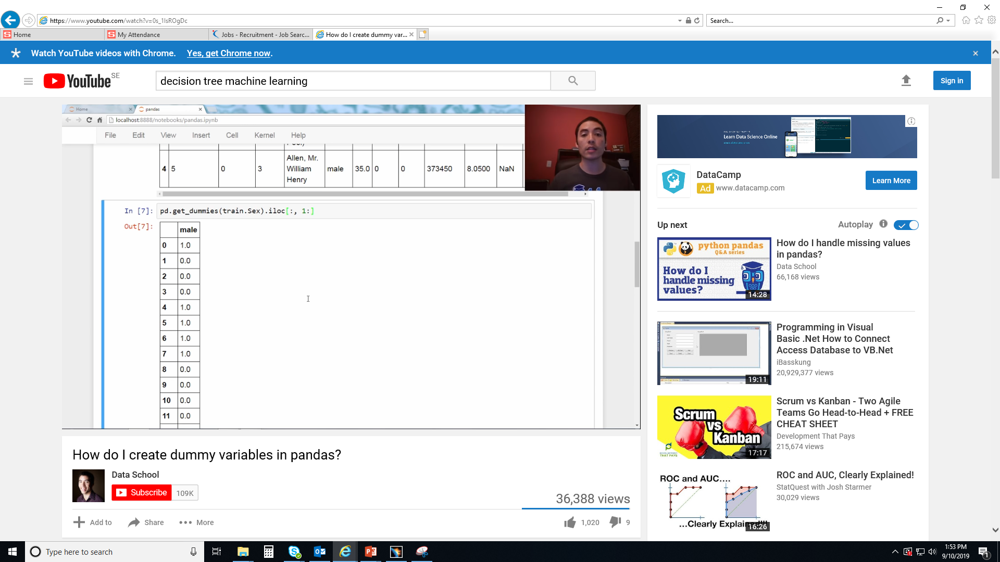 https://www.youtube.com/watch?v=0s_1IsROgDc
Search...
Home
My Attendance
Jobs - Recruitment - Job Searc...
How do I create dummy var...
Watch YouTube videos with Chrome. Yes, get Chrome now.
YouTube SE
decision tree machine learning
Sign in
Home
pandas
localhost:8888/notebooks/pandas.ipynb
File Edit View Insert Cell Kernel Help
4 5 0 3 Allen, Mr. William Henry male 35.0 0 0 373450 8.0500 NaN
In [7]: pd.get_dummies(train.Sex).iloc[:, 1:]
Out[7]:
male
0 1.0
1 0.0
2 0.0
3 0.0
4 1.0
5 1.0
6 1.0
7 1.0
8 0.0
9 0.0
10 0.0
11 0.0
How do I create dummy variables in pandas?
Data School
Subscribe 109K
36,388 views
Add to Share More
1,020 9
Learn Data Science Online
www.datacamp.com
DataCamp
Ad www.datacamp.com
Learn More
Up next
Autoplay
python pandas
Q&A series
How do I
handle missing
values?
14:28
How do I handle missing values
in pandas?
Data School
66,168 views
19:11
Programming in Visual
Basic .Net How to Connect
Access Database to VB.Net
iBasskung
20,929,377 views
Scrum
vs
Kanban
DEVELOPMENT
THAT PAYS
17:17
Scrum vs Kanban - Two Agile
Teams Go Head-to-Head + FREE
CHEAT SHEET
Development That Pays
215,674 views
ROC and AUC....
...Clearly Explained!!!!
16:26
ROC and AUC, Clearly Explained!
StatQuest with Josh Starmer
30,029 views
Type here to search
1:53 PM
9/10/2019
1